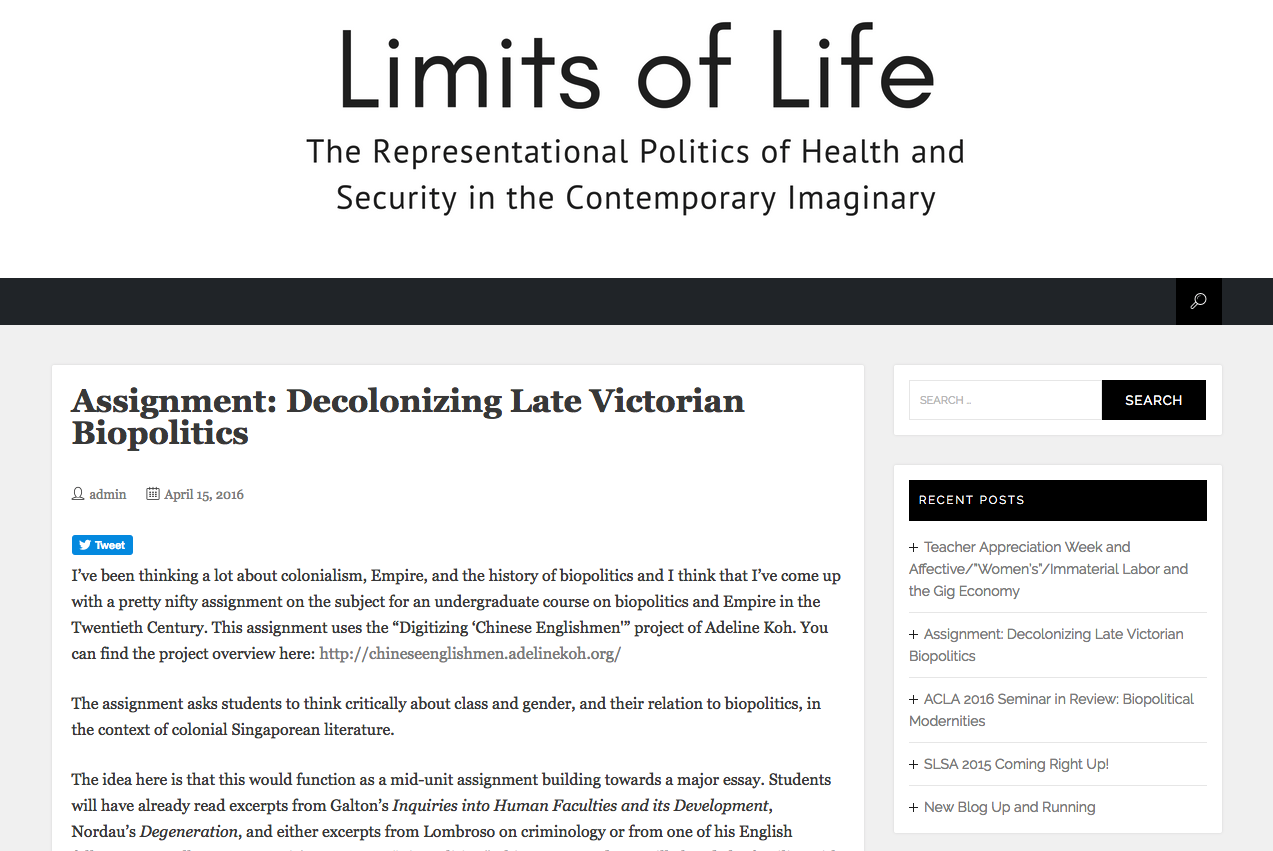 Limits of Life
The Representational Politics of Health and
Security in the Contemporary Imaginary
Assignment: Decolonizing Late Victorian
Biopolitics
admin April 15, 2016
Tweet
I’ve been thinking a lot about colonialism, Empire, and the history of biopolitics and I think that I’ve come up
with a pretty nifty assignment on the subject for an undergraduate course on biopolitics and Empire in the
Twentieth Century. This assignment uses the “Digitizing ‘Chinese Englishmen'” project of Adeline Koh. You
can find the project overview here: http://chineseenglishmen.adelinekoh.org/
The assignment asks students to think critically about class and gender, and their relation to biopolitics, in
the context of colonial Singaporean literature.
The idea here is that this would function as a mid-unit assignment building towards a major essay. Students
will have already read excerpts from Galton’s Inquiries into Human Faculties and its Development,
Nordau’s Degeneration, and either excerpts from Lombroso on criminology or from one of his English
SEARCH …
SEARCH
RECENT POSTS
+ Teacher Appreciation Week and
Affective/"Women's"/Immaterial Labor and
the Gig Economy
+ Assignment: Decolonizing Late Victorian
Biopolitics
+ ACLA 2016 Seminar in Review: Biopolitical
Modernities
+ SLSA 2015 Coming Right Up!
+ New Blog Up and Running